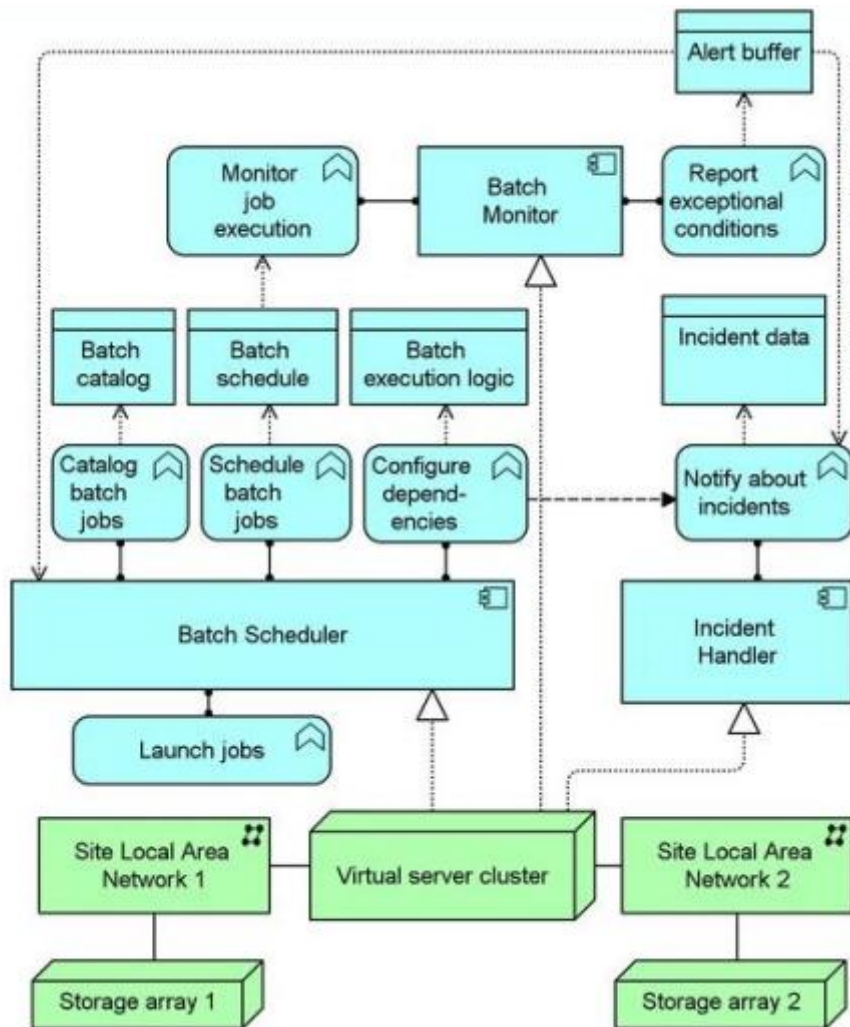 Alert buffer
Monitor
job
execution
Batch
Monitor
Report
exceptional
conditions
Batch
catalog
Batch
schedule
Batch
execution logic
Incident data
Catalog
batch
jobs
Schedule
batch
jobs
Configure
depend-
encies
Notify about
incidents
Batch Scheduler
Incident
Handler
Launch jobs
Site Local Area
Network 1
Virtual server cluster
Site Local Area
Network 2
Storage array 1
Storage array 2